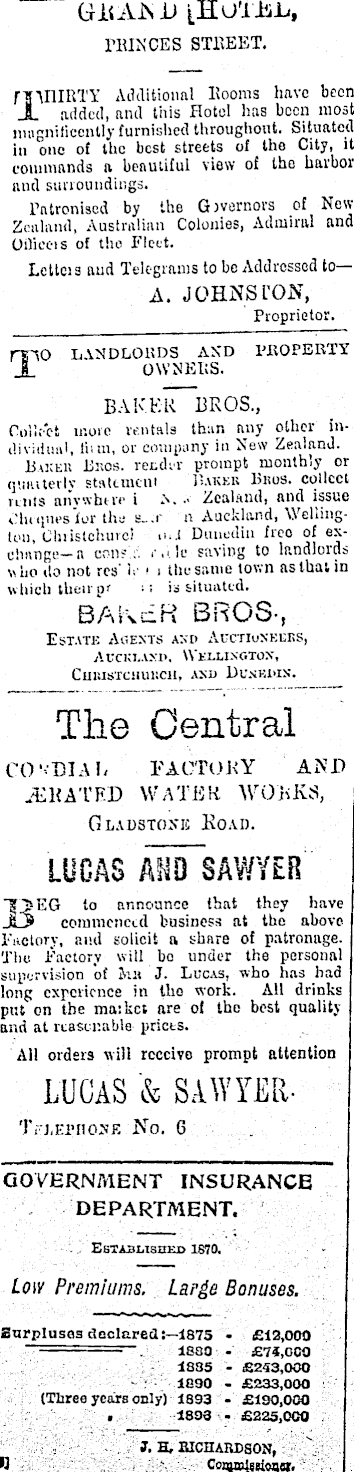 GRAND HOTEL,
PRINCES STREET.
THIRTY Additional Rooms have been
added, and this Hotel has been most
magnificently furnished throughout. Situated
in one of the best streets of the City, it
commands a beautiful view of the harbor
and surroundings.
Patronised by the Governors of New
Zealand, Australian Colonies, Admiral and
Officers of the Fleet.
Letters and Telegrams to be Addressed to—
A. JOHNSTON,
Proprietor.
TO LANDLORDS AND PROPERTY
OWNERS.
BAKER BROS.,
Collect more rentals than any other in-
dividual, firm, or company in New Zealand.
BAKER BROS. render prompt monthly or
quarterly statement BAKER BROS. collect
rents anywhere i Zealand, and issue
cheques for the n Auckland, Welling-
ton, Christchurch Dunedin free of ex-
change—a saving to landlords
who do not the same town as that in
which their is situated.
BAKER BROS.,
ESTATE AGENTS AND AUCTIONEERS,
AUCKLAND, WELLINGTON,
CHRISTCHURCH, AND DUNEDIN.
The Central
CORDIAL FACTORY AND
ÆRATED WATER WORKS,
GLADSTONE ROAD.
LUCAS AND SAWYER
BEG to announce that they have
commenced business at the above
Factory, and solicit a share of patronage.
The Factory will be under the personal
supervision of MR J. LUCAS, who has had
long experience in the work. All drinks
put on the market are of the best quality
and at reasonable prices.
All orders will receive prompt attention
LUCAS & SAWYER.
TELEPHONE NO. 6
GOVERNMENT INSURANCE
DEPARTMENT.
ESTABLISHED 1870.
Low Premiums. Large Bonuses.
Surpluses declared:—1875 - £12,000
1880 - £74,000
1885 - £243,000
1890 - £233,000
(Three years only) 1893 - £190,000
" 1896 - £225,000
J. H. RICHARDSON,
Commissioner.